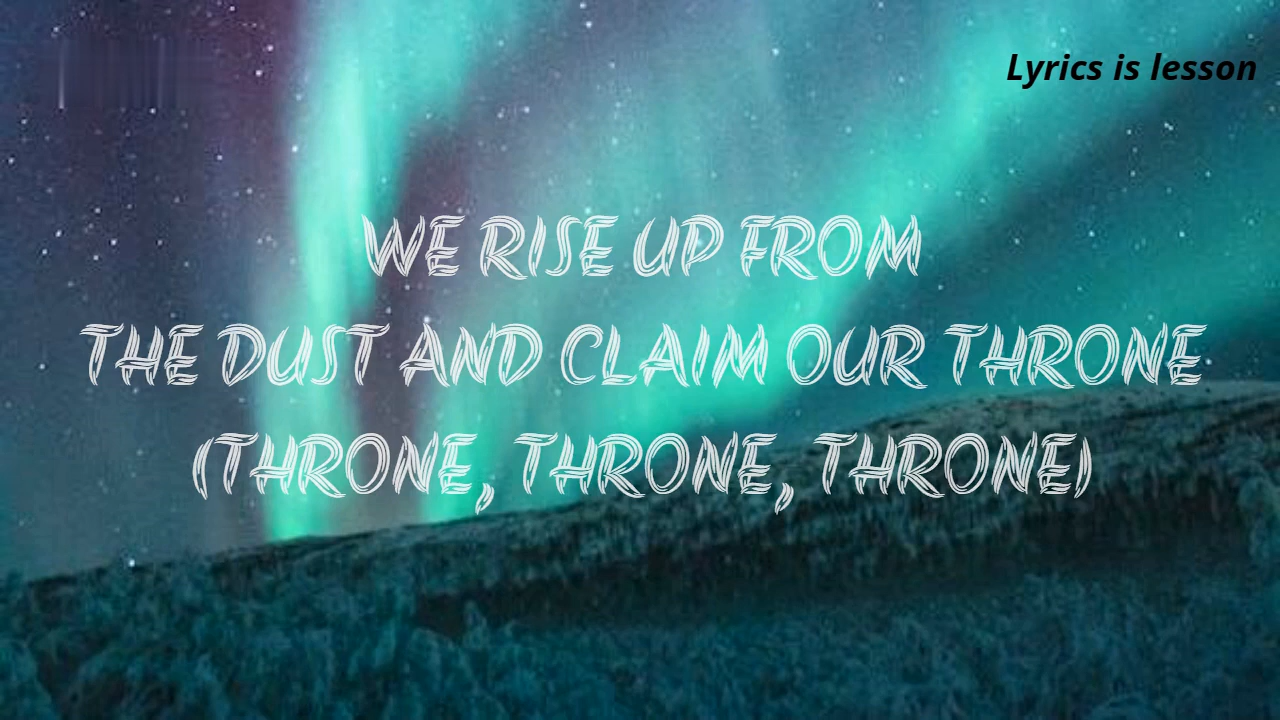 Lyrics is lesson
WE RISE UP FROM
THE DUST AND CLAIM OUR THRONE
(THRONE, THRONE, THRONE)